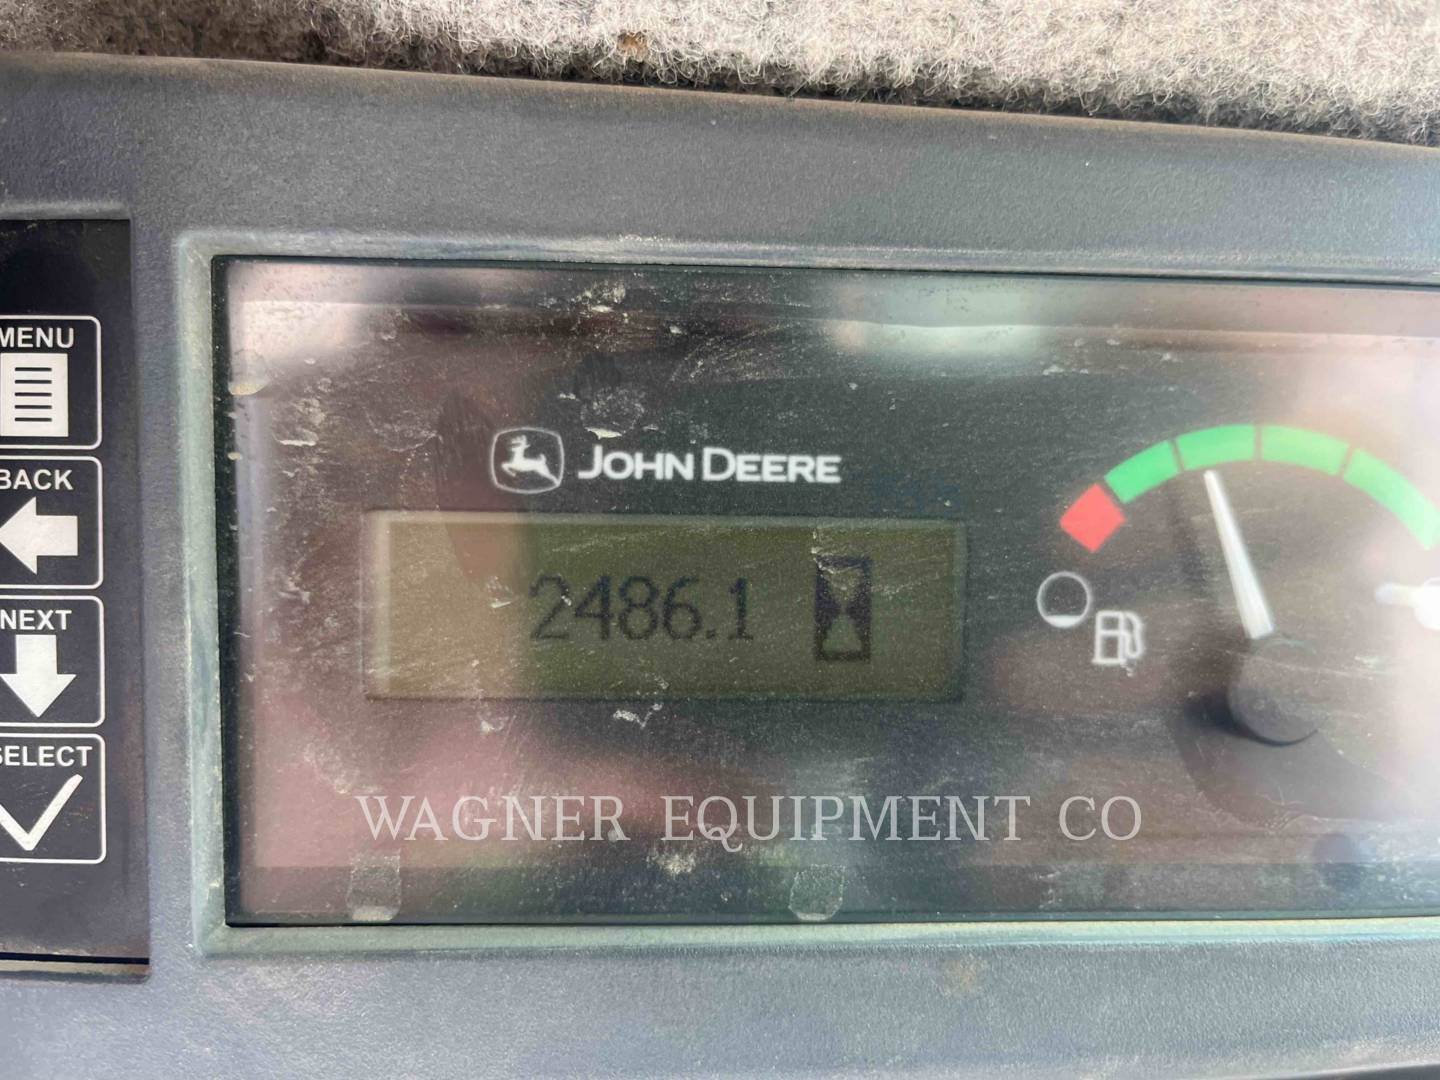 MENU
BACK
NEXT
SELECT
JOHN DEERE
2486.1
WAGNER EQUIPMENT CO